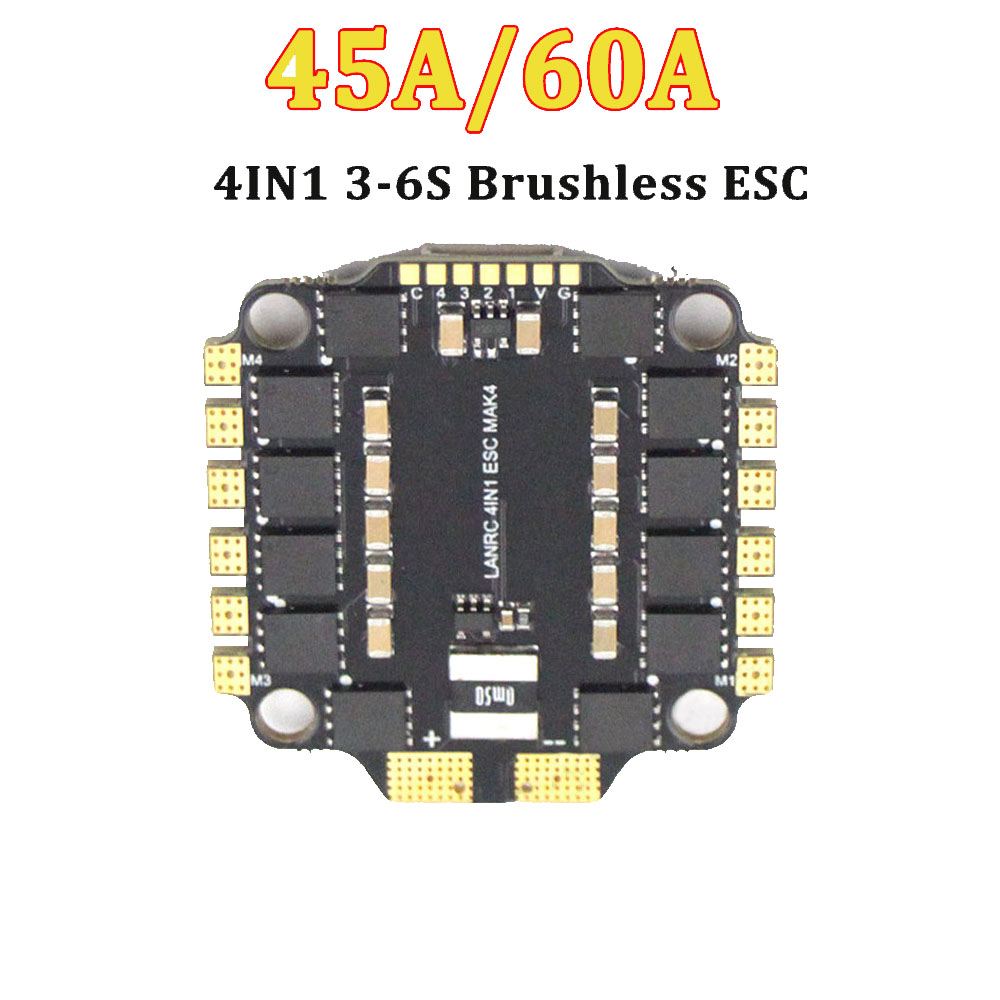 45A/60A
4IN1 3-6S Brushless ESC
C 4 3 2 1 V G
M4
M2
LANRC 4IN1 ESC MAK4
M3
M1
0m50
+
--